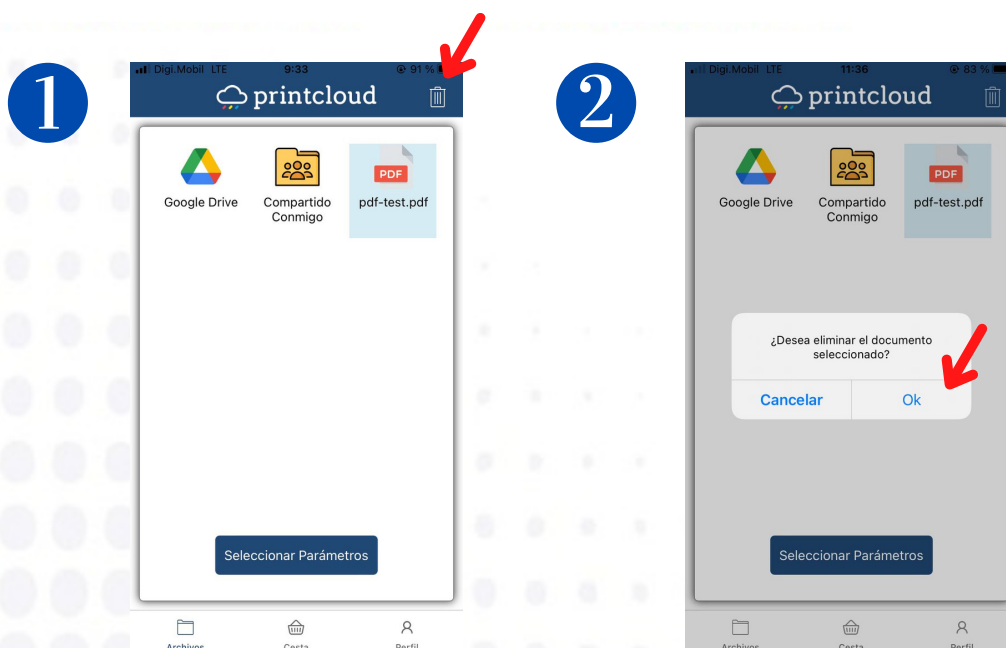 1
Digi.Mobil LTE 9:33 91 %
printcloud
PDF
Google Drive Compartido pdf-test.pdf
Conmigo
Seleccionar Parámetros
Archivos Cesta Perfil
2
Digi.Mobil LTE 11:36 83 %
printcloud
PDF
Google Drive Compartido pdf-test.pdf
Conmigo
¿Desea eliminar el documento
seleccionado?
Cancelar Ok
Seleccionar Parámetros
Archivos Cesta Perfil